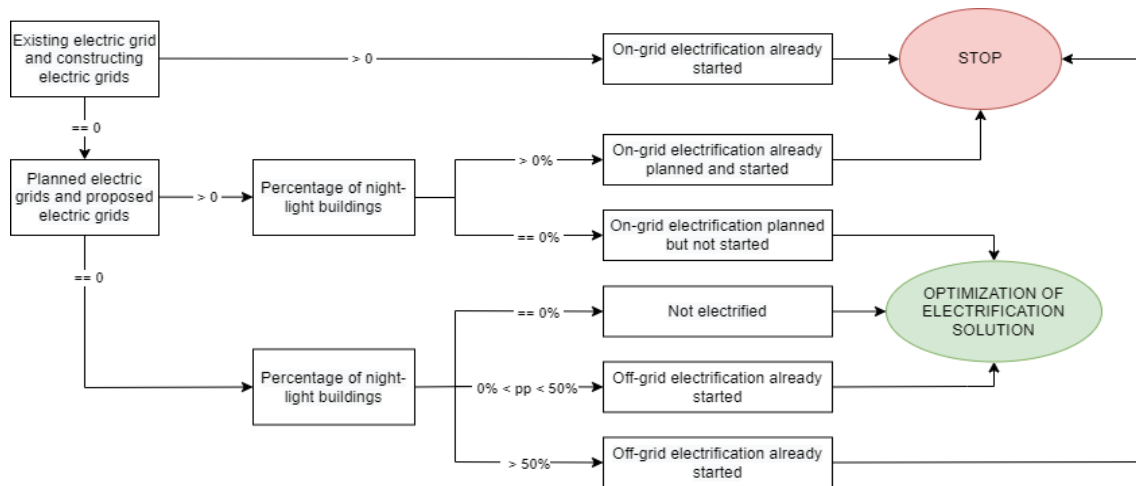 Existing electric grid
and constructing
electric grids
> 0
On-grid electrification already
started
STOP
== 0
Planned electric
grids and proposed
electric grids
> 0
Percentage of night-
light buildings
> 0%
On-grid electrification already
planned and started
== 0%
On-grid electrification planned
but not started
== 0
== 0%
Not electrified
OPTIMIZATION OF
ELECTRIFICATION
SOLUTION
Percentage of night-
light buildings
0% < pp < 50%
Off-grid electrification already
started
> 50%
Off-grid electrification already
started